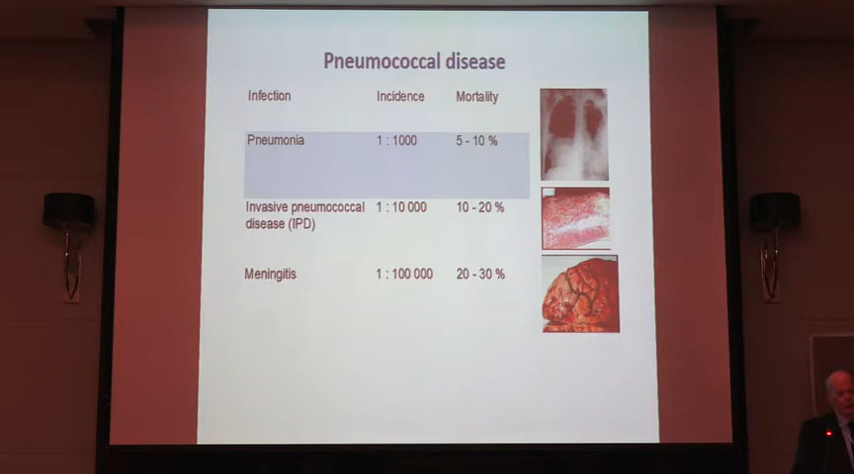 Pneumococcal disease
Infection Incidence Mortality
Pneumonia 1 : 1000 5 - 10 %
Invasive pneumococcal 1 : 10 000 10 - 20 %
disease (IPD)
Meningitis 1 : 100 000 20 - 30 %